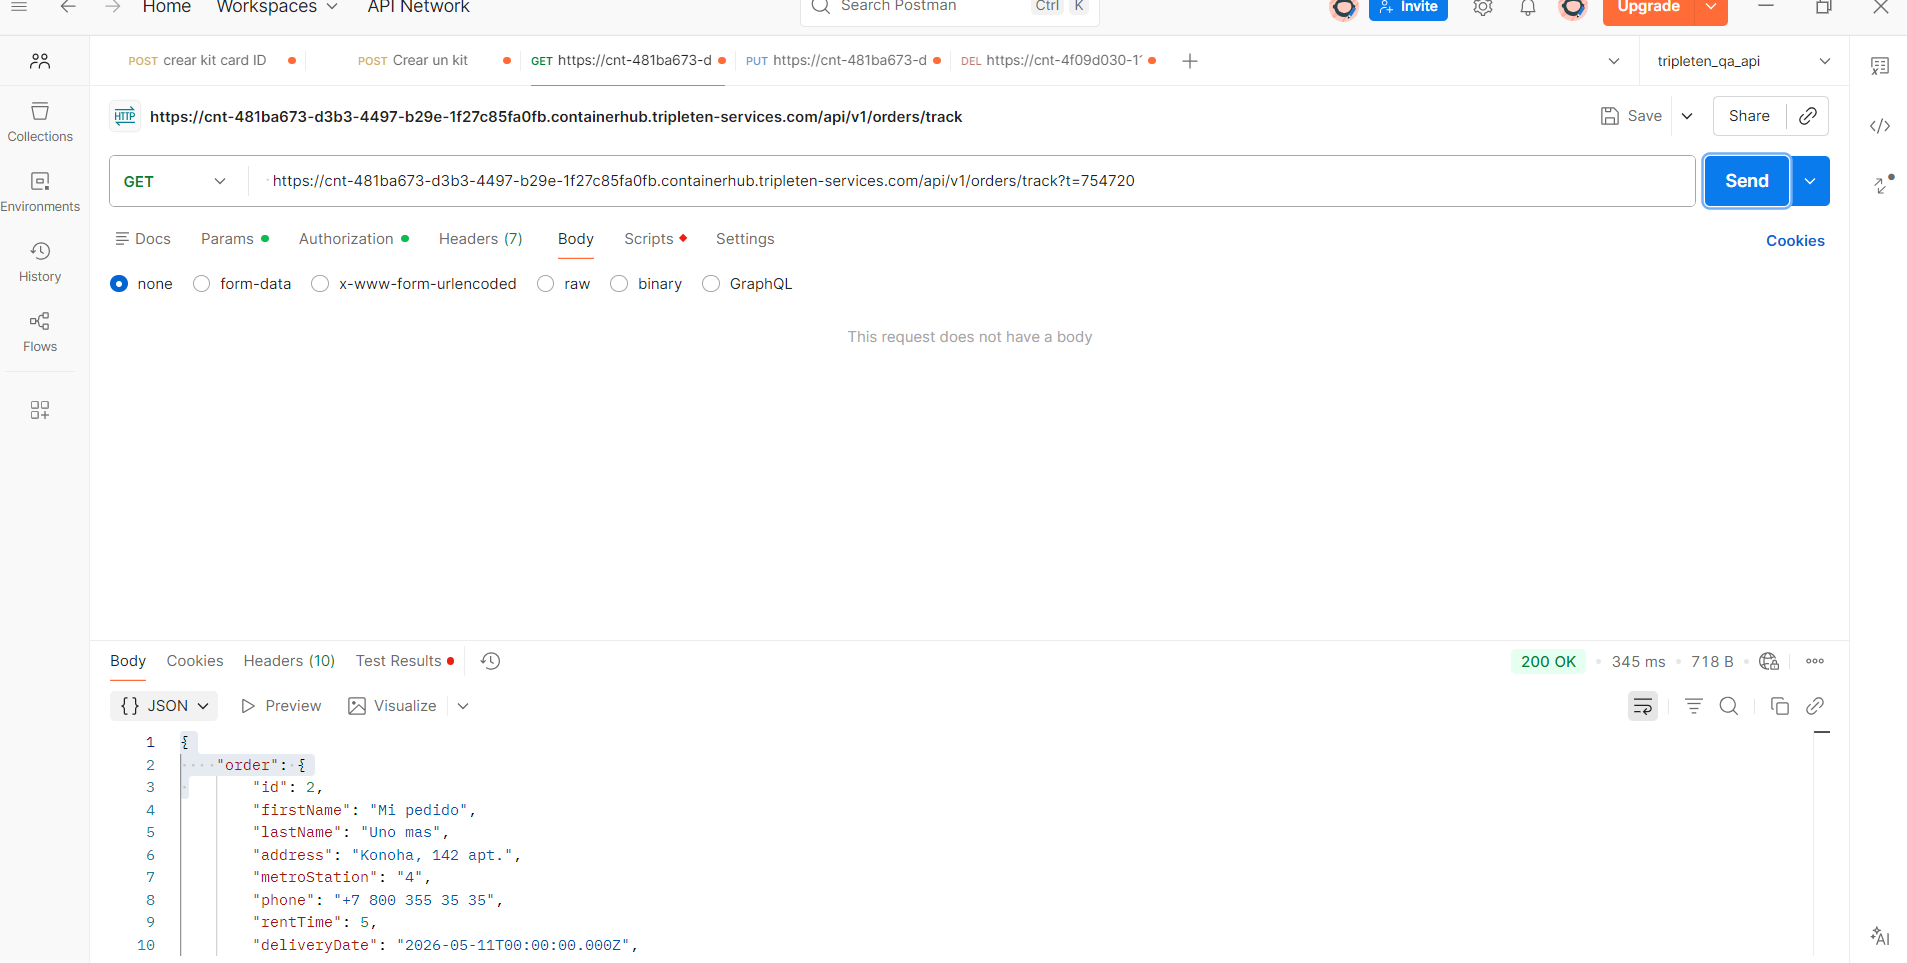 Home Workspaces API Network Search Postman Ctrl K Invite Upgrade
POST crear kit card ID POST Crear un kit GET https://cnt-481ba673-d PUT https://cnt-481ba673-d DEL https://cnt-4f09d030-1 tripleten_qa_api
Collections
Environments
History
Flows
HTTP https://cnt-481ba673-d3b3-4497-b29e-1f27c85fa0fb.containerhub.tripleten-services.com/api/v1/orders/track Save Share
GET https://cnt-481ba673-d3b3-4497-b29e-1f27c85fa0fb.containerhub.tripleten-services.com/api/v1/orders/track?t=754720 Send
Docs Params Authorization Headers (7) Body Scripts Settings Cookies
none form-data x-www-form-urlencoded raw binary GraphQL
This request does not have a body
Body Cookies Headers (10) Test Results 200 OK 345 ms 718 B
{} JSON Preview Visualize
1 {
2 "order": {
3 "id": 2,
4 "firstName": "Mi pedido",
5 "lastName": "Uno mas",
6 "address": "Konoha, 142 apt.",
7 "metroStation": "4",
8 "phone": "+7 800 355 35 35",
9 "rentTime": 5,
10 "deliveryDate": "2026-05-11T00:00:00.000Z",
AI